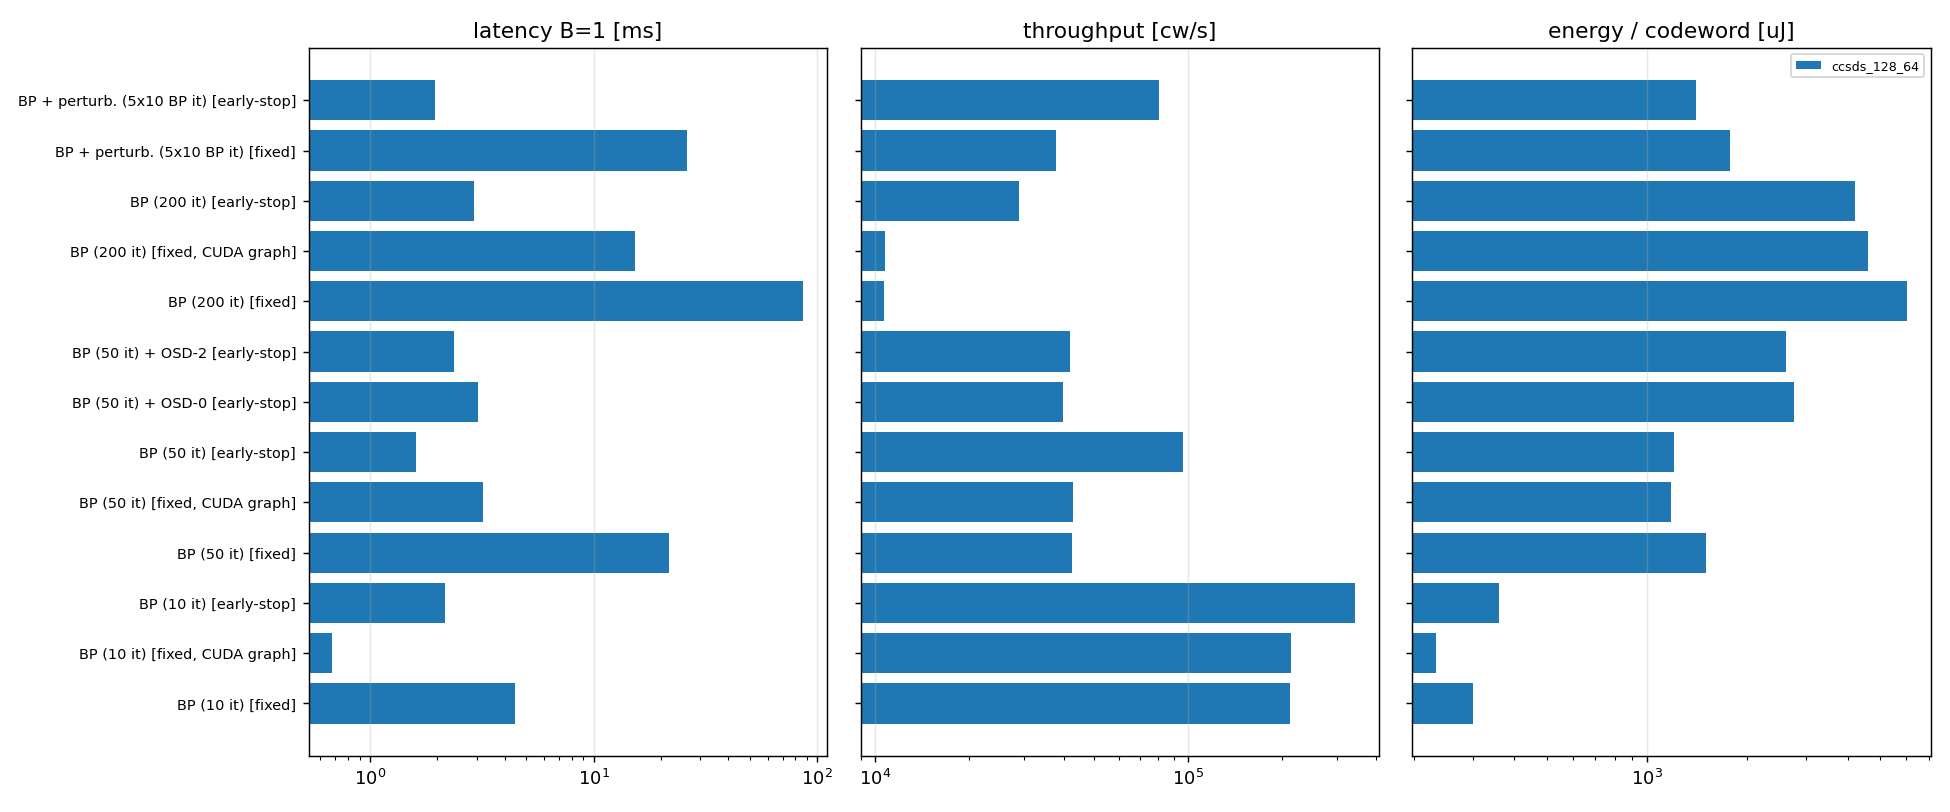 latency B=1 [ms]
throughput [cw/s]
energy / codeword [uJ]
ccsds_128_64
BP + perturb. (5x10 BP it) [early-stop]
BP + perturb. (5x10 BP it) [fixed]
BP (200 it) [early-stop]
BP (200 it) [fixed, CUDA graph]
BP (200 it) [fixed]
BP (50 it) + OSD-2 [early-stop]
BP (50 it) + OSD-0 [early-stop]
BP (50 it) [early-stop]
BP (50 it) [fixed, CUDA graph]
BP (50 it) [fixed]
BP (10 it) [early-stop]
BP (10 it) [fixed, CUDA graph]
BP (10 it) [fixed]
10⁰ 10¹ 10²
10⁴ 10⁵
10³